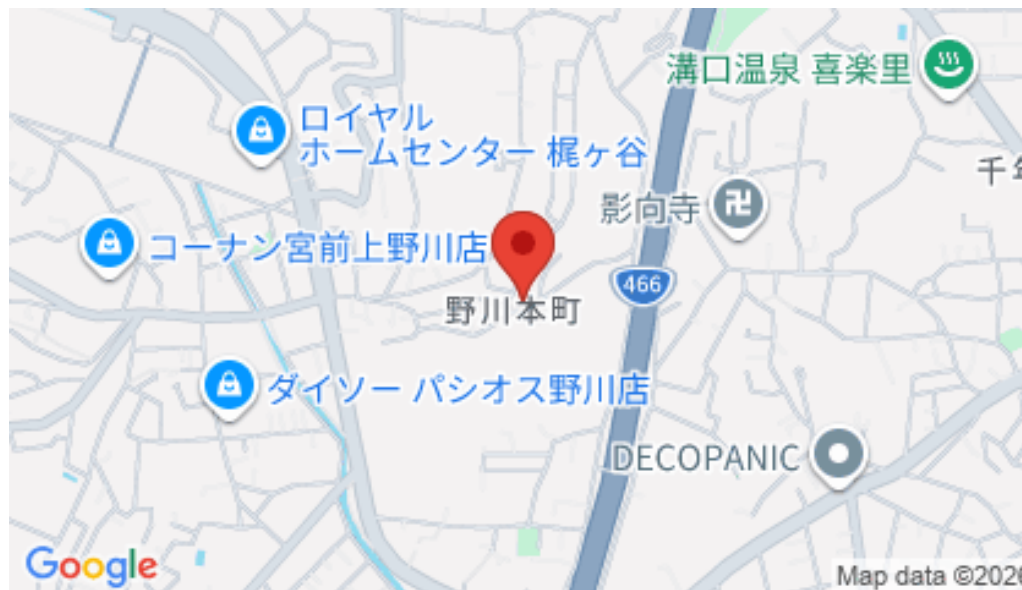 溝口温泉 喜楽里
ロイヤル
ホームセンター 梶ヶ谷
千年
影向寺
コーナン宮前上野川店
466
野川本町
ダイソー パシオス野川店
DECOPANIC
Google
Map data ©2026